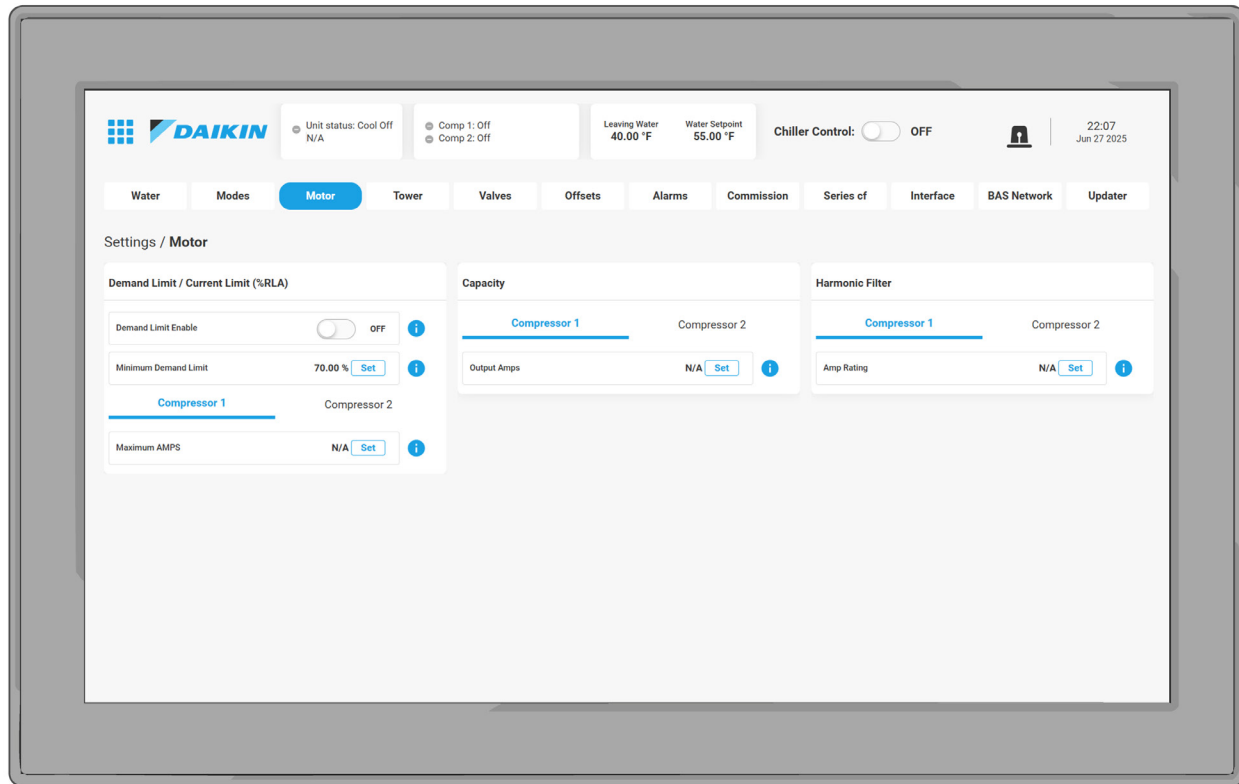 DAIKIN
Unit status: Cool Off
N/A
Comp 1: Off
Comp 2: Off
Leaving Water
40.00 °F
Water Setpoint
55.00 °F
Chiller Control:
OFF
22:07
Jun 27 2025
Water
Modes
Motor
Tower
Valves
Offsets
Alarms
Commission
Series cf
Interface
BAS Network
Updater
Settings / Motor
Demand Limit / Current Limit (%RLA)
Demand Limit Enable
OFF
i
Minimum Demand Limit
70.00 %
Set
i
Compressor 1
Compressor 2
Maximum AMPS
N/A
Set
i
Capacity
Compressor 1
Compressor 2
Output Amps
N/A
Set
i
Harmonic Filter
Compressor 1
Compressor 2
Amp Rating
N/A
Set
i